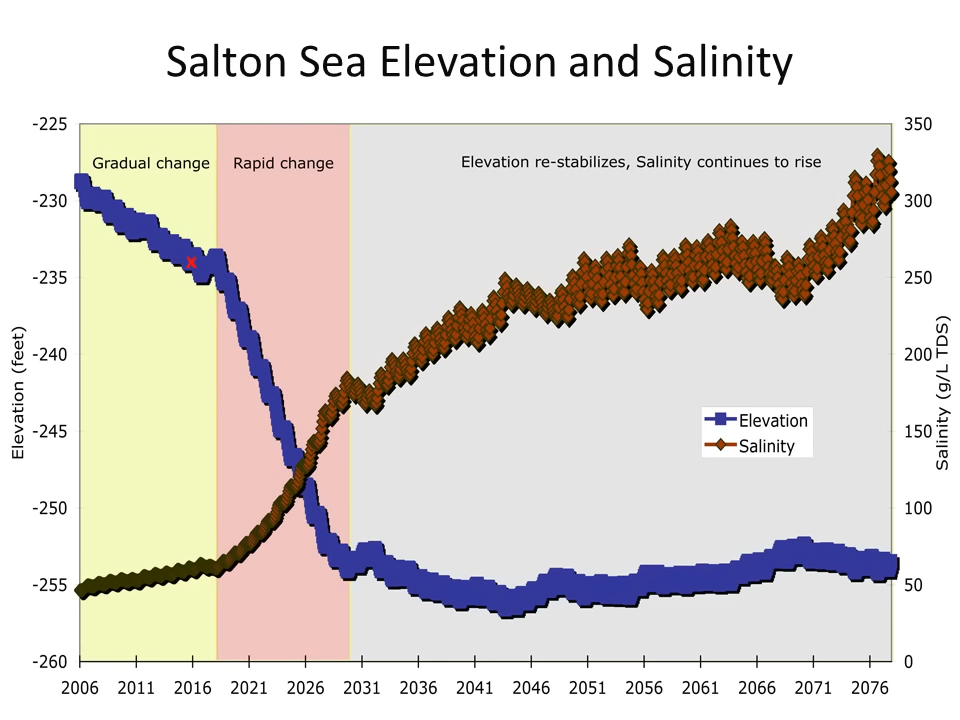 Salton Sea Elevation and Salinity
-225
-230
-235
-240
-245
-250
-255
-260
Elevation (feet)
Gradual change
Rapid change
Elevation re-stabilizes, Salinity continues to rise
x
Elevation
Salinity
350
300
250
200
150
100
50
0
Salinity (g/L TDS)
2006 2011 2016 2021 2026 2031 2036 2041 2046 2051 2056 2061 2066 2071 2076